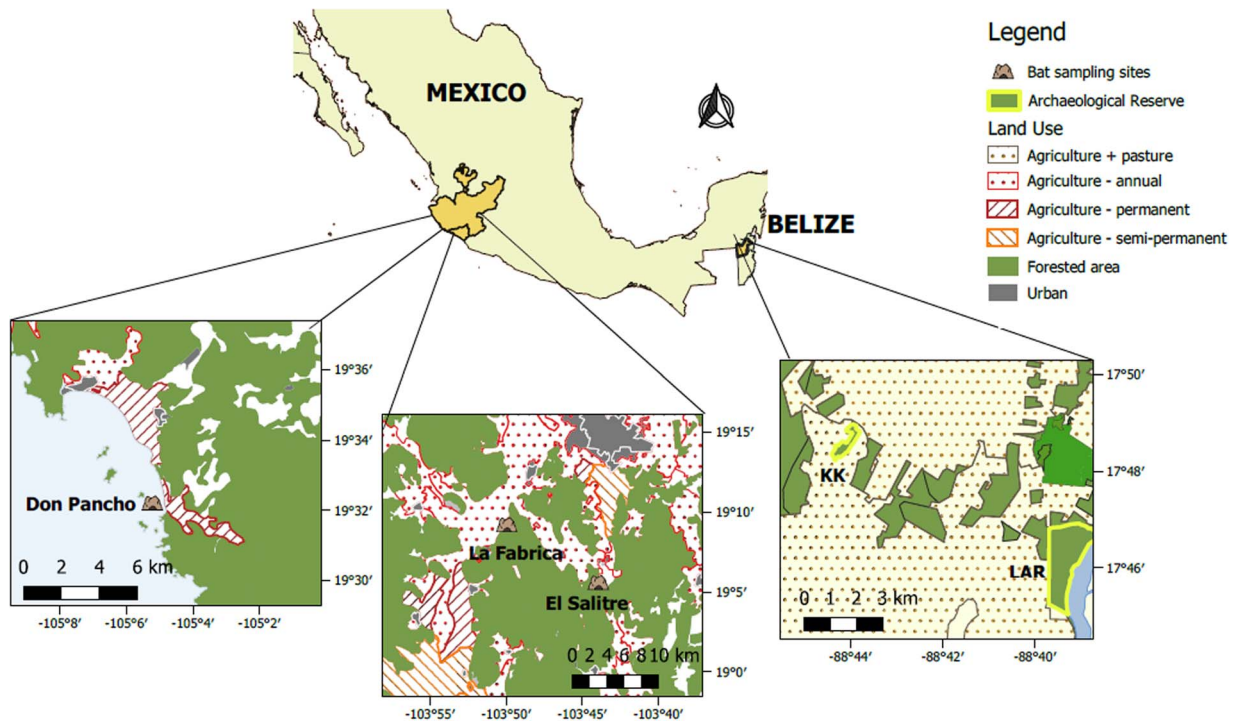 Legend
Bat sampling sites
Archaeological Reserve
Land Use
Agriculture + pasture
Agriculture - annual
Agriculture - permanent
Agriculture - semi-permanent
Forested area
Urban
MEXICO
BELIZE
Don Pancho
0 2 4 6 km
19°36'
19°34'
19°32'
19°30'
-105°8' -105°6' -105°4' -105°2'
La Fabrica
El Salitre
0 2 4 6 8 10 km
19°15'
19°10'
19°5'
19°0'
-103°55' -103°50' -103°45' -103°40'
KK
LAR
0 1 2 3 km
17°50'
17°48'
17°46'
-88°44' -88°42' -88°40'